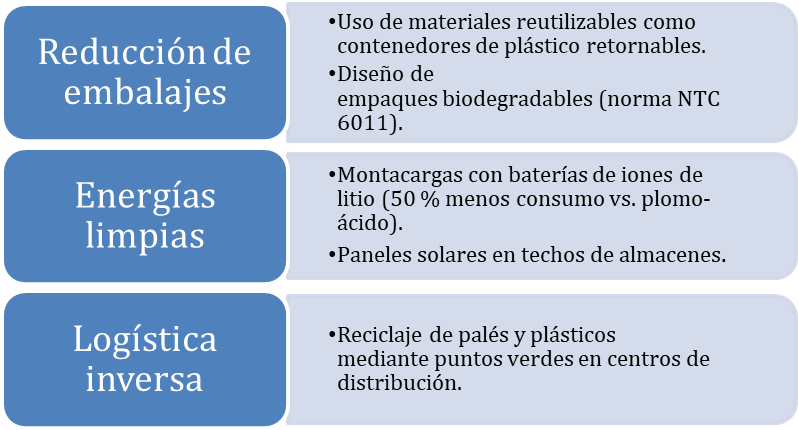 Reducción de
embalajes
•Uso de materiales reutilizables como
contenedores de plástico retornables.
•Diseño de
empaques biodegradables (norma NTC
6011).
Energías
limpias
•Montacargas con baterías de iones de
litio (50 % menos consumo vs. plomo-
ácido).
•Paneles solares en techos de almacenes.
Logística
inversa
•Reciclaje de palés y plásticos
mediante puntos verdes en centros de
distribución.